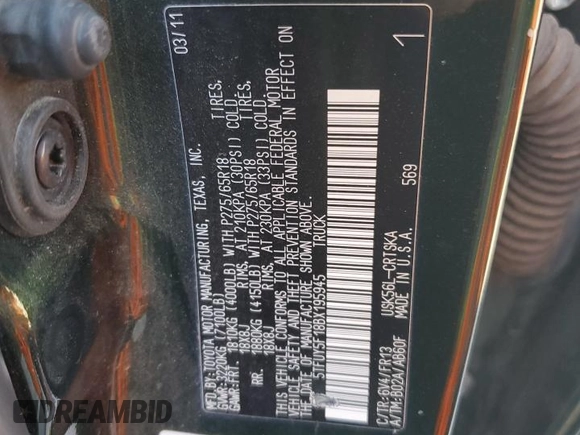 MFD BY: TOYOTA MOTOR MANUFACTURING, TEXAS, INC. 03/11
GVWR: 3220KG (7100LB)
GAWR:FRT. 1810KG (4000LB) WITH P275/65R18 TIRES,
18X8J RIMS, AT 210KPA (30PSI) COLD
RR. 1880KG (4150LB) WITH P275/65R18 TIRES,
18X8J RIMS, AT 230KPA (33PSI) COLD.
THIS VEHICLE CONFORMS TO ALL APPLICABLE FEDERAL MOTOR
VEHICLE SAFETY AND THEFT PREVENTION STANDARDS IN EFFECT ON
THE DATE OF MANUFACTURE SHOWN ABOVE.
5TFUY5F18BX195945 TRUCK
569
C/TR:6V4/FR13 USK56L-CRTSKA
A/TM:B02A/AB60F MADE IN U.S.A. 1
DREAMBID